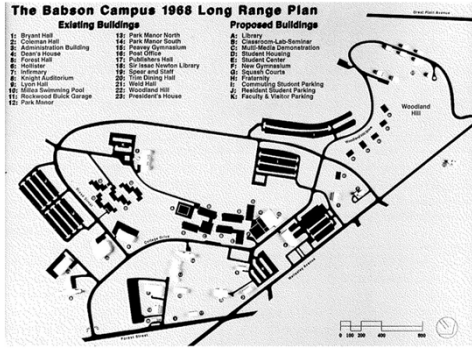 The Babson Campus 1968 Long Range Plan
Existing Buildings
1: Bryant Hall
2: Coleman Hall
3: Administration Building
4: Dean's House
5: Forest Hall
6: Hollister
7: Infirmary
8: Knight Auditorium
9: Lyon Hall
10: Millea Swimming Pool
11: Rockwood Buick Garage
12: Park Manor
13: Park Manor North
14: Park Manor South
15: Peavey Gymnasium
16: Post Office
17: Publishers Hall
18: Sir Issac Newton Library
19: Spear and Staff
20: Trim Dining Hall
21: Weld Hall
22: Woodland Hill
23: President's House
Proposed Buildings
A: Library
B: Classroom-Lab-Seminar
C: Multi-Media Demonstration
D: Student Housing
E: Student Center
F: New Gymnasium
G: Squash Courts
H: Fraternity
I: Commuting Student Parking
J: Resident Student Parking
K: Faculty & Visitor Parking
Great Plain Avenue
Woodland
Hill
College Drive
Wellesley Avenue
Forest Street
0 100 200 400 800